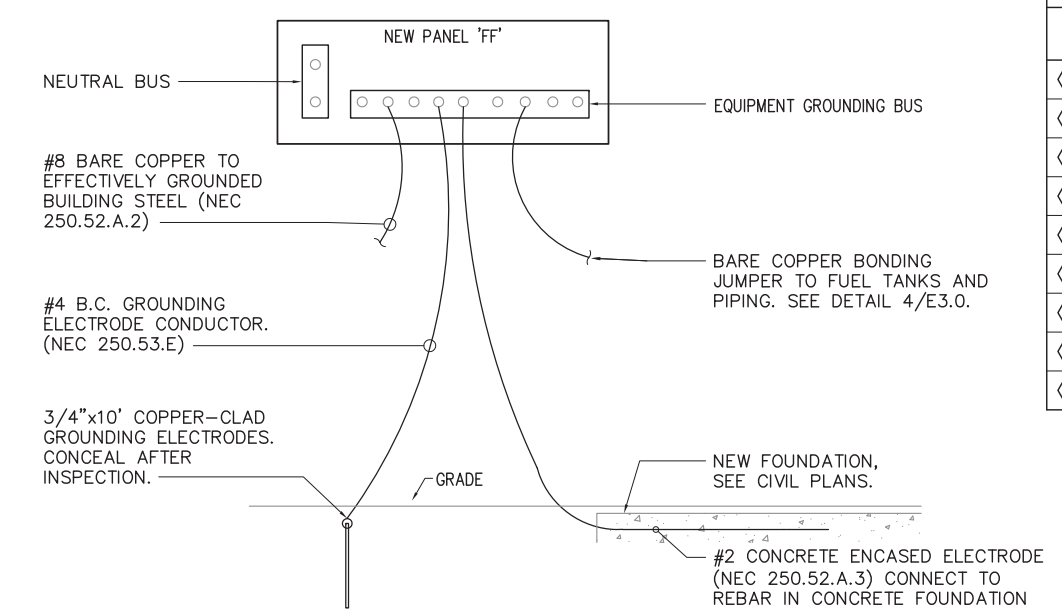 NEW PANEL 'FF'
NEUTRAL BUS
EQUIPMENT GROUNDING BUS
#8 BARE COPPER TO
EFFECTIVELY GROUNDED
BUILDING STEEL (NEC
250.52.A.2)
BARE COPPER BONDING
JUMPER TO FUEL TANKS AND
PIPING. SEE DETAIL 4/E3.0.
#4 B.C. GROUNDING
ELECTRODE CONDUCTOR.
(NEC 250.53.E)
3/4"x10' COPPER-CLAD
GROUNDING ELECTRODES.
CONCEAL AFTER
INSPECTION.
GRADE
NEW FOUNDATION,
SEE CIVIL PLANS.
#2 CONCRETE ENCASED ELECTRODE
(NEC 250.52.A.3) CONNECT TO
REBAR IN CONCRETE FOUNDATION